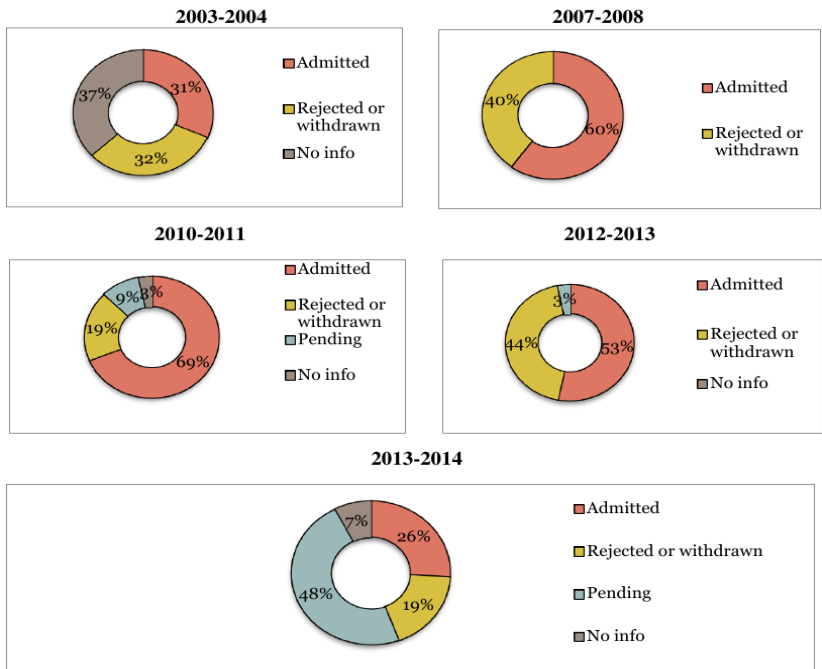 2003-2004
37%
31%
32%
Admitted
Rejected or
withdrawn
No info
2007-2008
40%
60%
Admitted
Rejected or
withdrawn
2010-2011
9%
3%
19%
69%
Admitted
Rejected or
withdrawn
Pending
No info
2012-2013
3%
44%
53%
Admitted
Rejected or
withdrawn
No info
2013-2014
7%
26%
48%
19%
Admitted
Rejected or withdrawn
Pending
No info